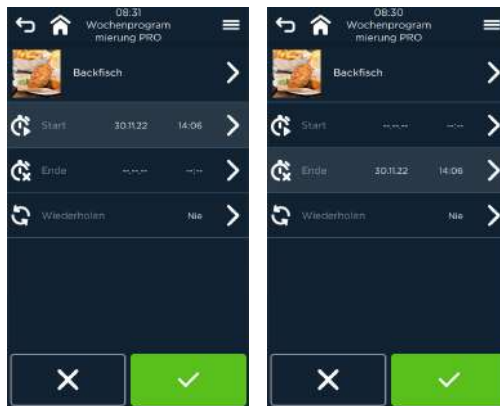 08:31
Wochenprogram
mierung PRO
Backfisch
Start 30.11.22 14:06
Ende --.--.-- --:--
Wiederholen Nie
08:30
Wochenprogram
mierung PRO
Backfisch
Start --.--.-- --:--
Ende 30.11.22 14:06
Wiederholen Nie